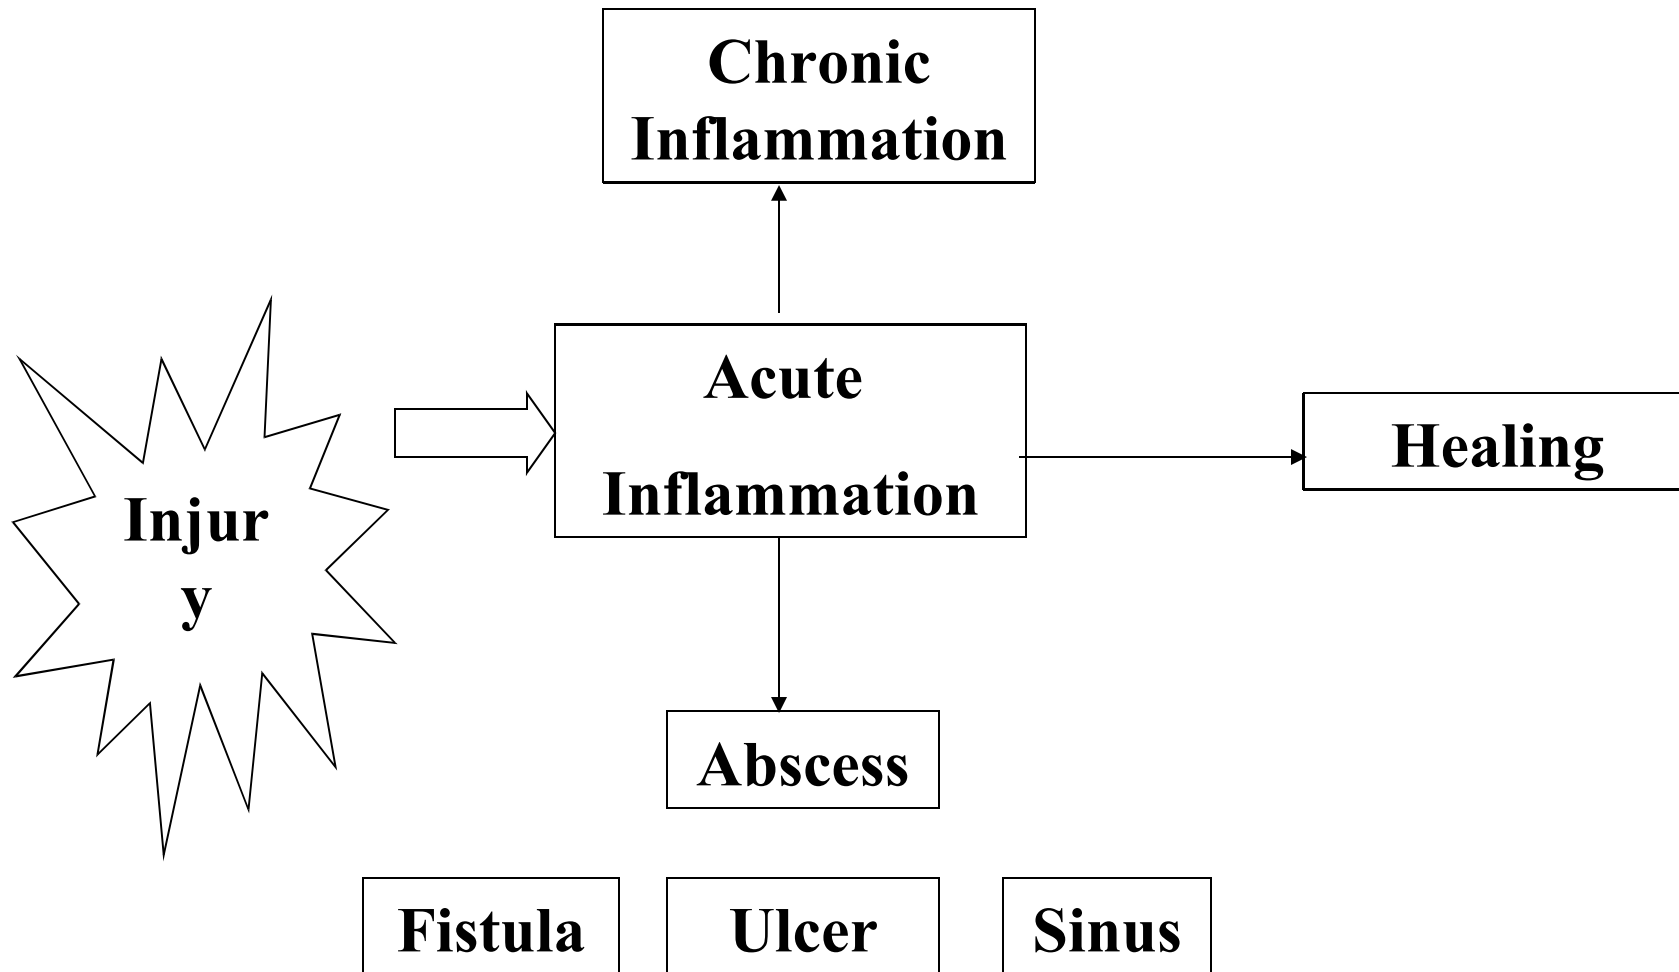 Chronic
Inflammation
Acute
Inflammation
Healing
Injur
y
Abscess
Fistula
Ulcer
Sinus